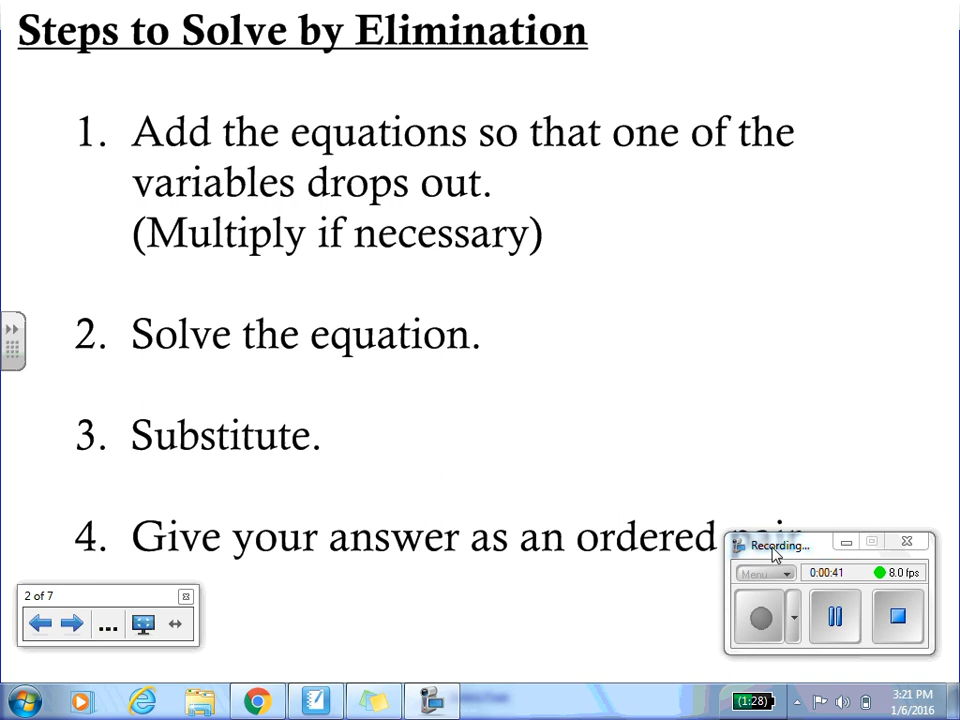 Steps to Solve by Elimination
1. Add the equations so that one of the
variables drops out.
(Multiply if necessary)
2. Solve the equation.
3. Substitute.
4. Give your answer as an ordered pair
Recording...
Menu
0:00:41
8.0 fps
2 of 7
...
(1:28)
3:21 PM
1/6/2016